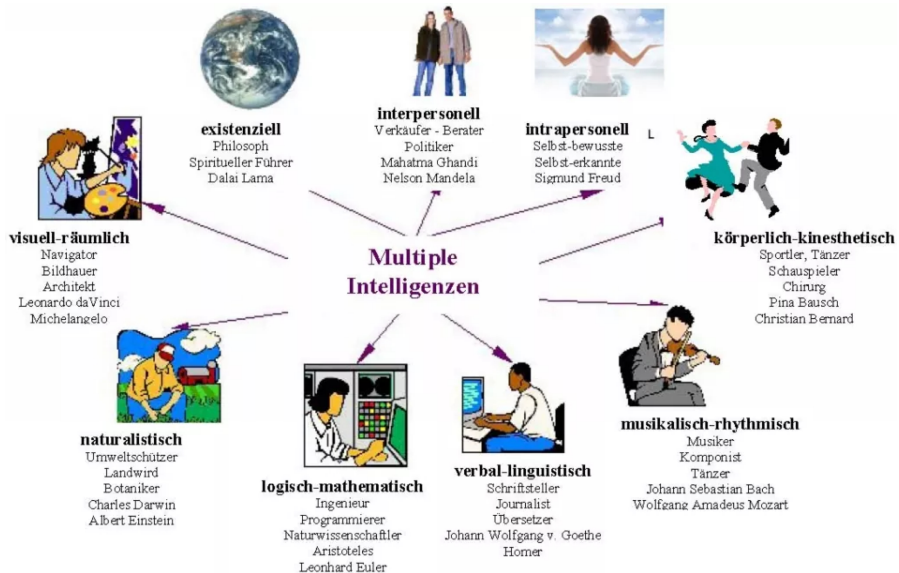 existenziell
Philosoph
Spiritueller Führer
Dalai Lama
interpersonell
Verkäufer - Berater
Politiker
Mahatma Ghandi
Nelson Mandela
intrapersonell
Selbst-bewusste
Selbst-erkannte
Sigmund Freud
L
visuell-räumlich
Navigator
Bildhauer
Architekt
Leonardo daVinci
Michelangelo
Multiple
Intelligenzen
körperlich-kinesthetisch
Sportler, Tänzer
Schauspieler
Chirurg
Pina Bausch
Christian Bernard
naturalistisch
Umweltschützer
Landwird
Botaniker
Charles Darwin
Albert Einstein
logisch-mathematisch
Ingenieur
Programmierer
Naturwissenschaftler
Aristoteles
Leonhard Euler
verbal-linguistisch
Schriftsteller
Journalist
Übersetzer
Johann Wolfgang v. Goethe
Homer
musikalisch-rhythmisch
Musiker
Komponist
Tänzer
Johann Sebastian Bach
Wolfgang Amadeus Mozart